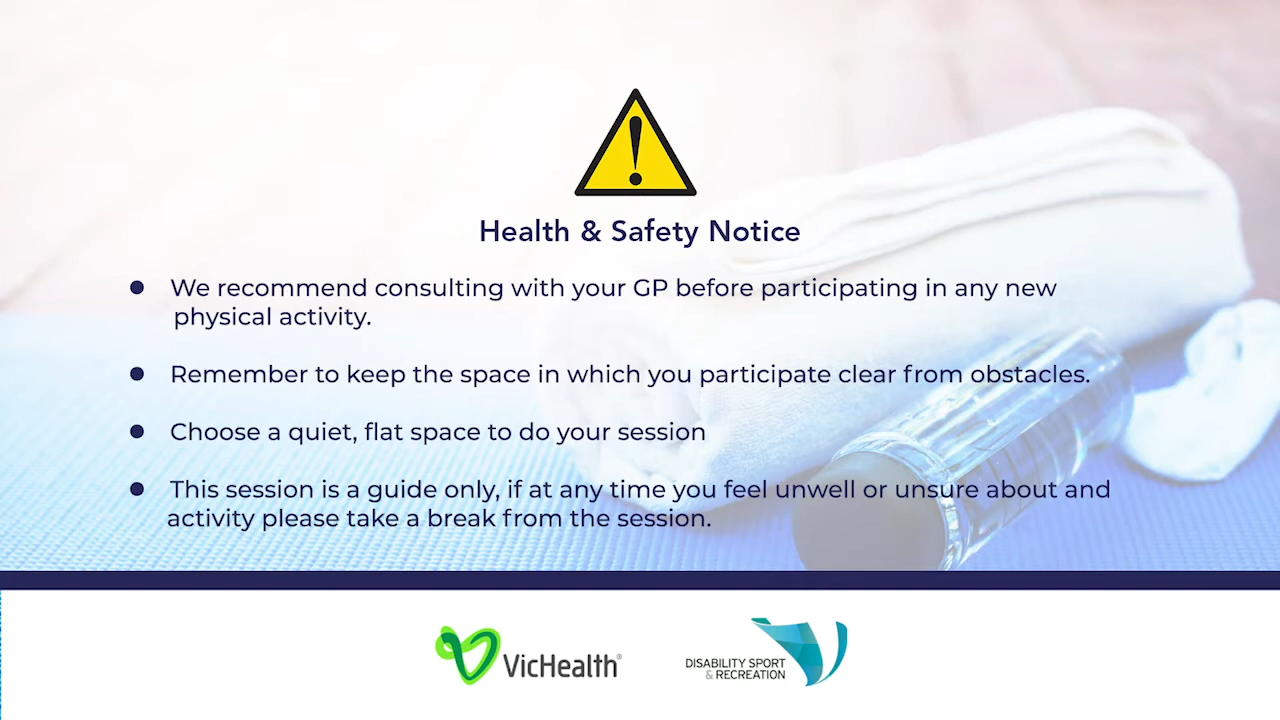 Health & Safety Notice
● We recommend consulting with your GP before participating in any new
physical activity.
● Remember to keep the space in which you participate clear from obstacles.
● Choose a quiet, flat space to do your session
● This session is a guide only, if at any time you feel unwell or unsure about and
activity please take a break from the session.
VicHealth®
DISABILITY SPORT
& RECREATION